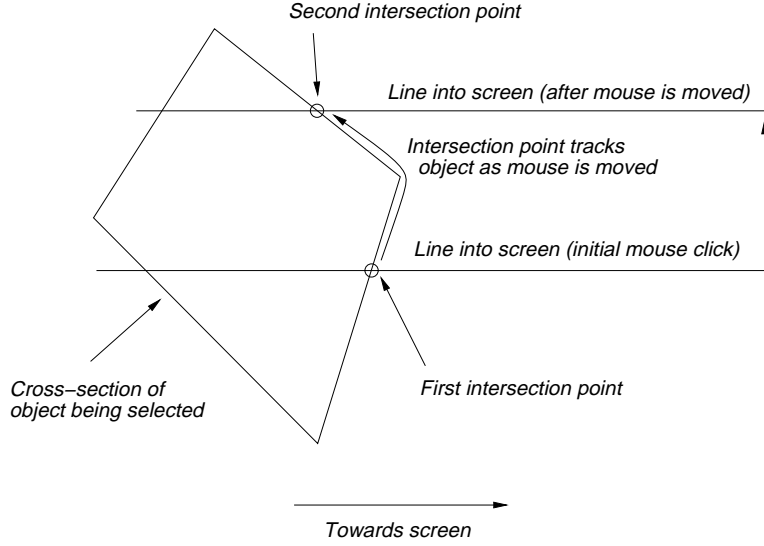 Second intersection point
Line into screen (after mouse is moved)
Intersection point tracks
object as mouse is moved
Line into screen (initial mouse click)
Cross−section of
object being selected
First intersection point
Towards screen